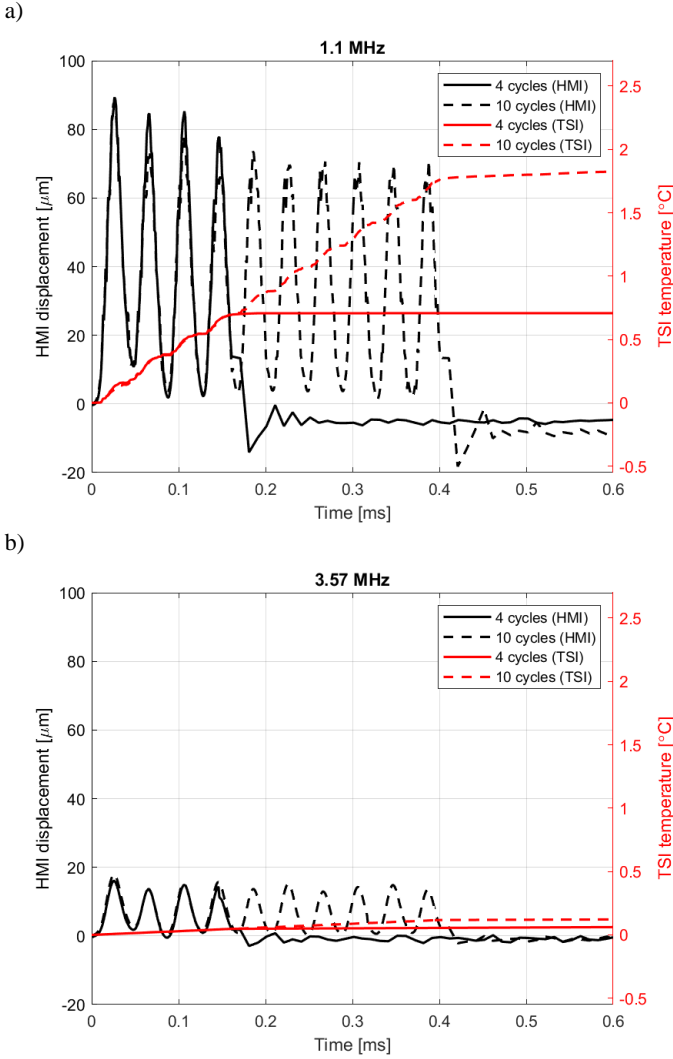 a)
1.1 MHz
100
80
60
40
20
0
-20
HMI displacement [μm]
2.5
2
1.5
1
0.5
0
-0.5
TSI temperature [°C]
4 cycles (HMI)
10 cycles (HMI)
4 cycles (TSI)
10 cycles (TSI)
0
0.1
0.2
0.3
0.4
0.5
0.6
Time [ms]
b)
3.57 MHz
100
80
60
40
20
0
-20
HMI displacement [μm]
2.5
2
1.5
1
0.5
0
-0.5
TSI temperature [°C]
4 cycles (HMI)
10 cycles (HMI)
4 cycles (TSI)
10 cycles (TSI)
0
0.1
0.2
0.3
0.4
0.5
0.6
Time [ms]